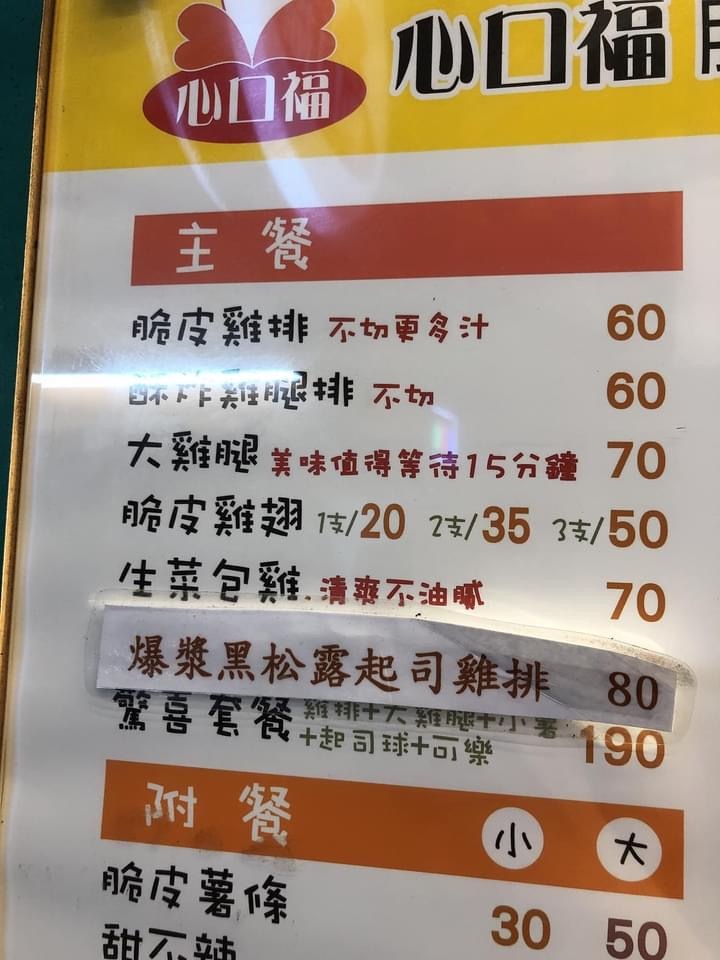 心口福
心口福
主餐
脆皮雞排 不切更多汁 60
酥炸雞腿排 不切 60
大雞腿 美味值得等待15分鐘 70
脆皮雞翅 1支/20 2支/35 3支/50
生菜包雞 清爽不油膩 70
爆漿黑松露起司雞排 80
驚喜套餐 雞排+大雞腿+小薯 190
+起司球+可樂
附餐 小 大
脆皮薯條 30 50
甜不辣